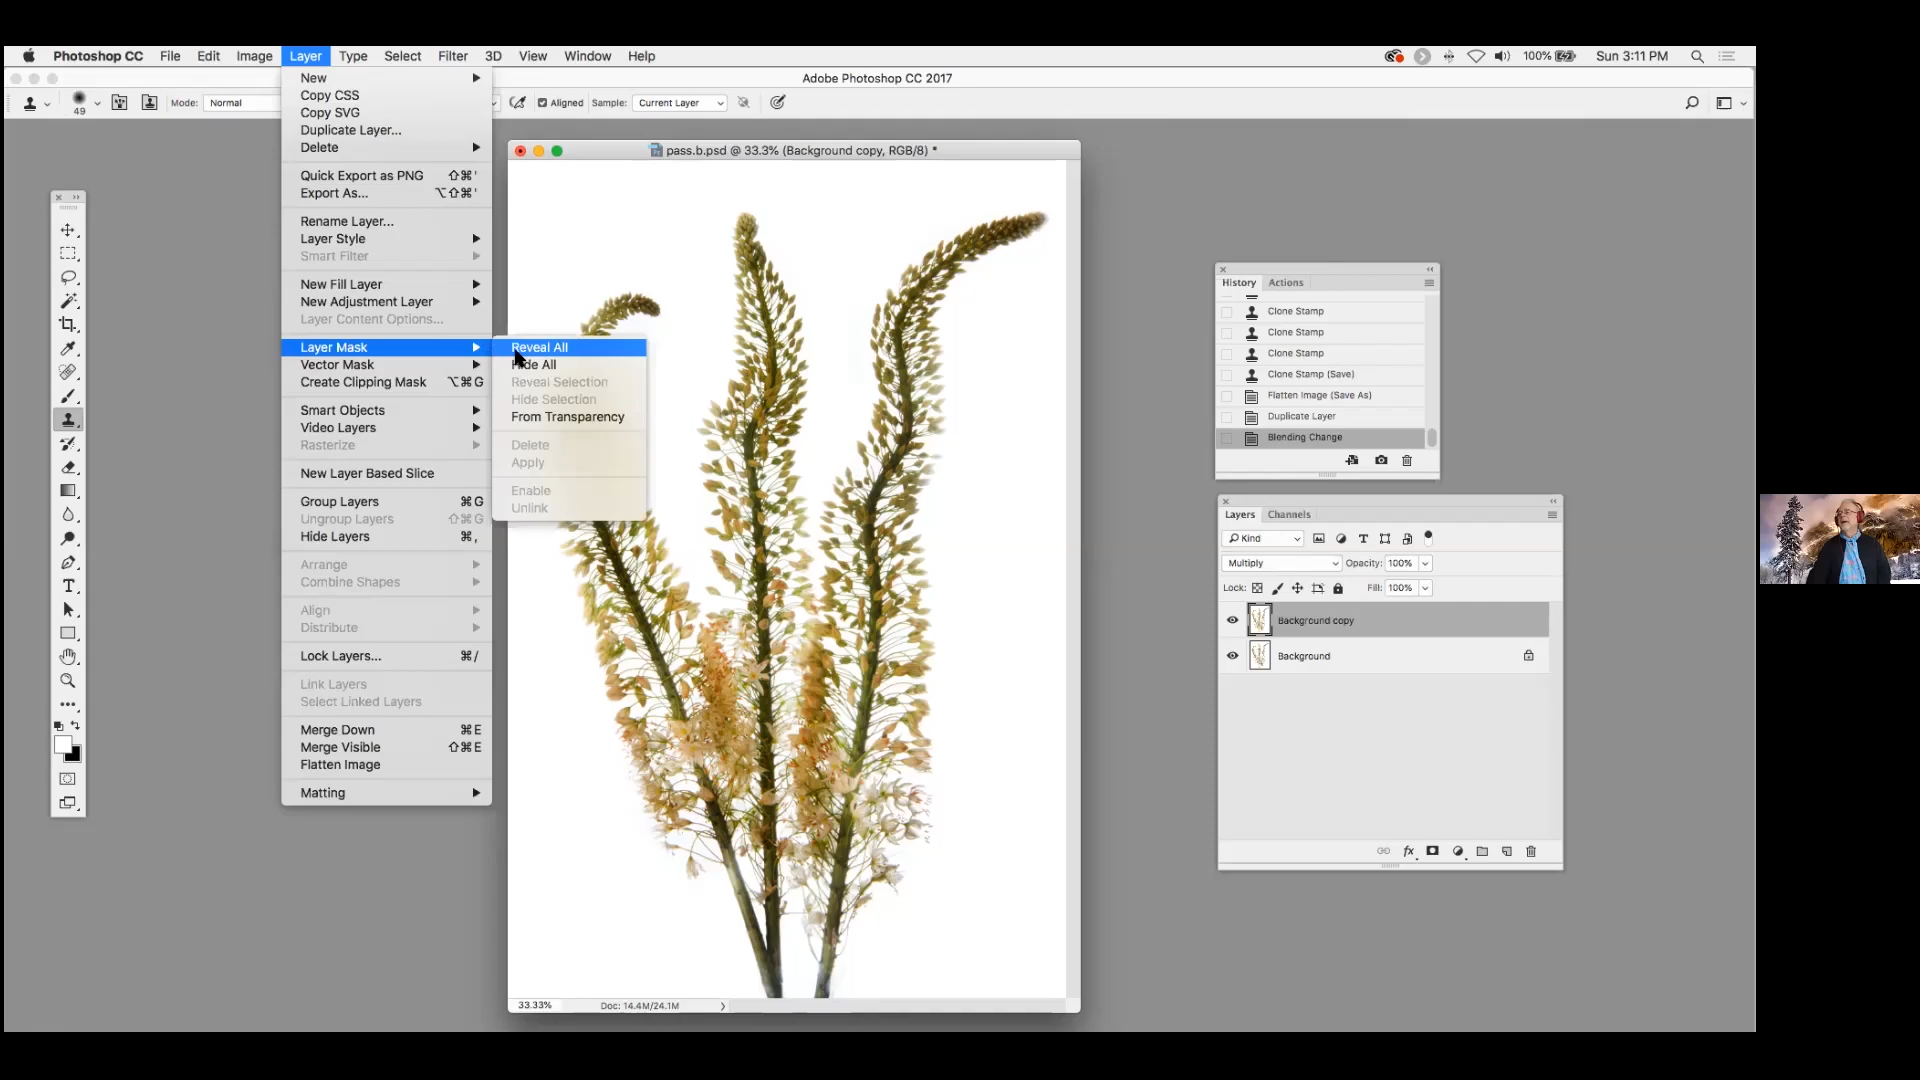 Photoshop CC File Edit Image Layer Type Select Filter 3D View Window Help 100% Sun 3:11 PM
Adobe Photoshop CC 2017
49 Mode: Normal Aligned Sample: Current Layer
New
Copy CSS
Copy SVG
Duplicate Layer...
Delete
Quick Export as PNG ⇧⌘'
Export As... ⌥⇧⌘'
Rename Layer...
Layer Style
Smart Filter
New Fill Layer
New Adjustment Layer
Layer Content Options...
Layer Mask
Vector Mask
Create Clipping Mask ⌥⌘G
Smart Objects
Video Layers
Rasterize
New Layer Based Slice
Group Layers ⌘G
Ungroup Layers ⇧⌘G
Hide Layers ⌘,
Arrange
Combine Shapes
Align
Distribute
Lock Layers... ⌘/
Link Layers
Select Linked Layers
Merge Down ⌘E
Merge Visible ⇧⌘E
Flatten Image
Matting
Reveal All
Hide All
Reveal Selection
Hide Selection
From Transparency
Delete
Apply
Enable
Unlink
pass.b.psd @ 33.3% (Background copy, RGB/8) *
33.33% Doc: 14.4M/24.1M
History Actions
Clone Stamp
Clone Stamp
Clone Stamp
Clone Stamp (Save)
Flatten Image (Save As)
Duplicate Layer
Blending Change
Layers Channels
Kind
Multiply Opacity: 100%
Lock: Fill: 100%
Background copy
Background